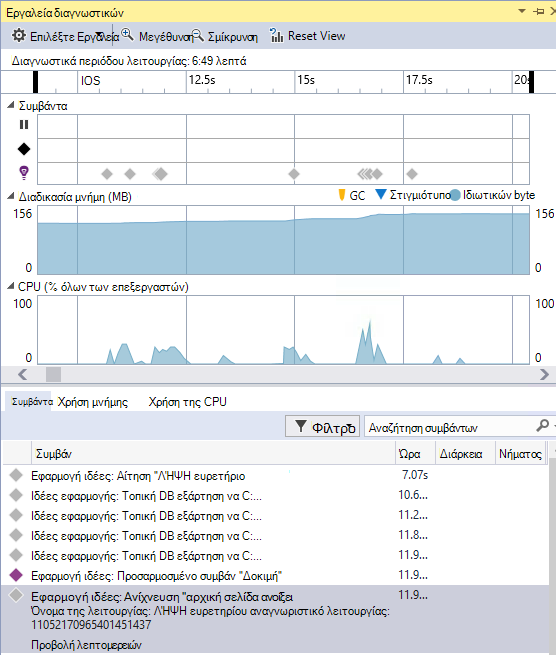 Εργαλεία διαγνωστικών
Επιλέξτε Εργαλεία Μεγέθυνση Σμίκρυνση Reset View
Διαγνωστικά περιόδου λειτουργίας: 6:49 λεπτά
IOS 12.5s 15s 17.5s 20s
Συμβάντα
Διαδικασία μνήμη (MB) GC Στιγμιότυπο Ιδιωτικών byte
156 156
0 0
CPU (% όλων των επεξεργαστών)
100 100
0 0
Συμβάντα Χρήση μνήμης Χρήση της CPU
Φίλτρο Αναζήτηση συμβάντων
Συμβάν Ώρα Διάρκεια Νήματος
Εφαρμογή ιδέες: Αίτηση "ΛΉΨΗ ευρετήριο 7.07s
Ιδέες εφαρμογής: Τοπική DB εξάρτηση να C:... 10.6...
Ιδέες εφαρμογής: Τοπική DB εξάρτηση να C:... 11.2...
Ιδέες εφαρμογής: Τοπική DB εξάρτηση να C:... 11.8...
Ιδέες εφαρμογής: Τοπική DB εξάρτηση να C:... 11.9...
Εφαρμογή ιδέες: Προσαρμοσμένο συμβάν "Δοκιμή" 11.9...
Εφαρμογή ιδέες: Ανίχνευση "αρχική σελίδα ανοίξει 11.9...
Όνομα της λειτουργίας: ΛΉΨΗ ευρετηρίου αναγνωριστικό λειτουργίας:
11052170965401451437
Προβολή λεπτομερειών